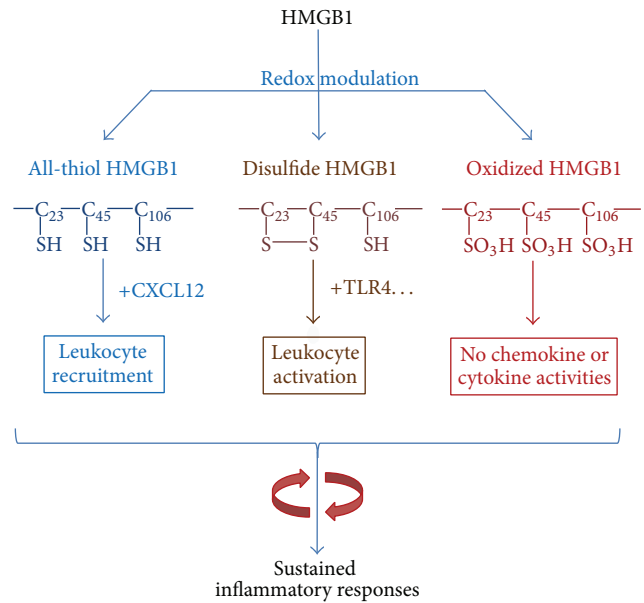 HMGB1
Redox modulation
All-thiol HMGB1
Disulfide HMGB1
Oxidized HMGB1
C23 C45 C106
SH SH SH
C23 C45 C106
S S SH
C23 C45 C106
SO3H SO3H SO3H
+CXCL12
+TLR4...
Leukocyte
recruitment
Leukocyte
activation
No chemokine or
cytokine activities
Sustained
inflammatory responses